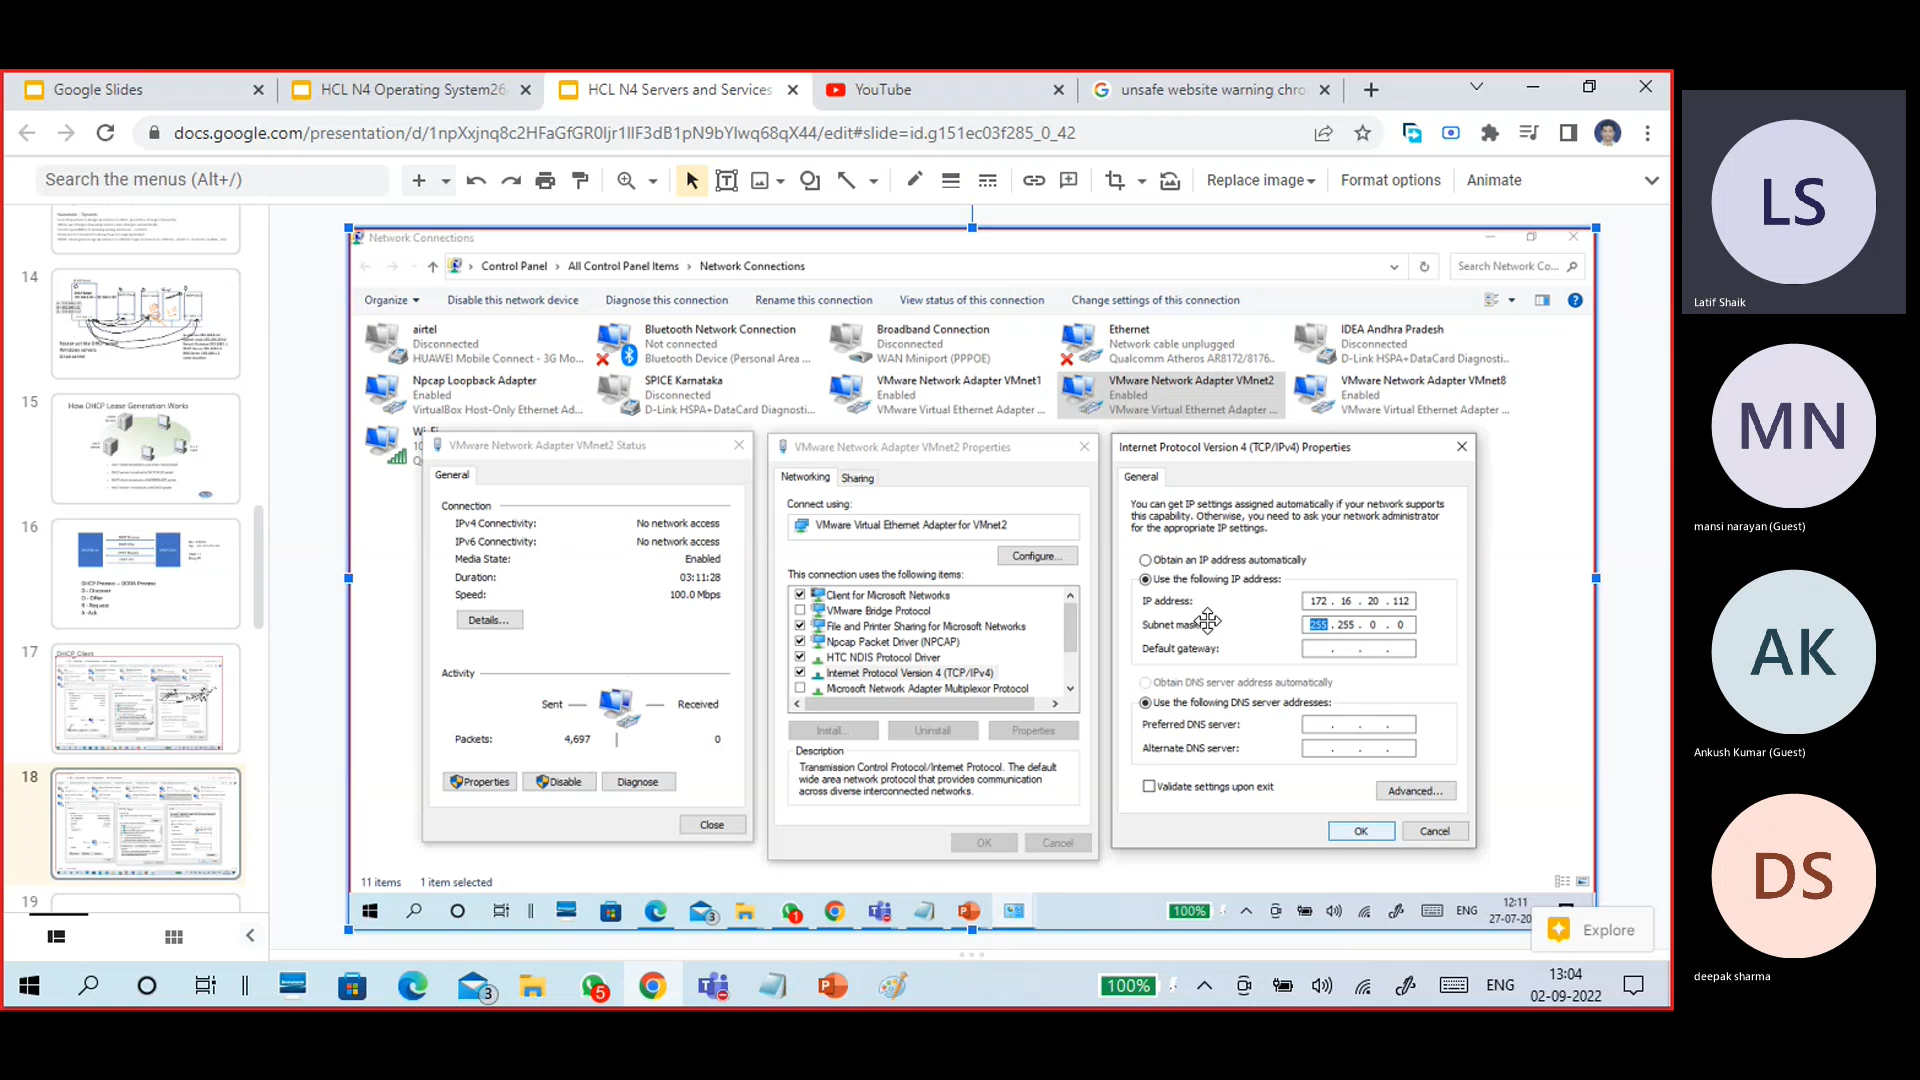 Google Slides
HCL N4 Operating System26
HCL N4 Servers and Services
YouTube
unsafe website warning chro
docs.google.com/presentation/d/1npXxjnq8c2HFaGfGR0ljr1lIF3dB1pN9bYlwq68qX44/edit#slide=id.g151ec03f285_0_42
Search the menus (Alt+/)
Replace image
Format options
Animate
14
15
How DHCP Lease Generation Works
16
DHCP Process - DORA Process
D - Discover
O - Offer
R - Request
A - Ack
17
DHCP Client
18
19
Network Connections
Control Panel > All Control Panel Items > Network Connections
Search Network Co...
Organize
Disable this network device
Diagnose this connection
Rename this connection
View status of this connection
Change settings of this connection
airtel
Disconnected
HUAWEI Mobile Connect - 3G Mo...
Bluetooth Network Connection
Not connected
Bluetooth Device (Personal Area ...
Broadband Connection
Disconnected
WAN Miniport (PPPOE)
Ethernet
Network cable unplugged
Qualcomm Atheros AR8172/8176...
IDEA Andhra Pradesh
Disconnected
D-Link HSPA+DataCard Diagnosti...
Npcap Loopback Adapter
Enabled
VirtualBox Host-Only Ethernet Ad...
SPICE Karnataka
Disconnected
D-Link HSPA+DataCard Diagnosti...
VMware Network Adapter VMnet1
Enabled
VMware Virtual Ethernet Adapter ...
VMware Network Adapter VMnet2
Enabled
VMware Virtual Ethernet Adapter ...
VMware Network Adapter VMnet8
Enabled
VMware Virtual Ethernet Adapter ...
VMware Network Adapter VMnet2 Status
General
Connection
IPv4 Connectivity: No network access
IPv6 Connectivity: No network access
Media State: Enabled
Duration: 03:11:28
Speed: 100.0 Mbps
Details...
Activity
Sent
Received
Packets: 4,697 | 0
Properties
Disable
Diagnose
Close
VMware Network Adapter VMnet2 Properties
Networking Sharing
Connect using:
VMware Virtual Ethernet Adapter for VMnet2
Configure...
This connection uses the following items:
Client for Microsoft Networks
VMware Bridge Protocol
File and Printer Sharing for Microsoft Networks
Npcap Packet Driver (NPCAP)
HTC NDIS Protocol Driver
Internet Protocol Version 4 (TCP/IPv4)
Microsoft Network Adapter Multiplexor Protocol
Install...
Uninstall
Properties
Description
Transmission Control Protocol/Internet Protocol. The default
wide area network protocol that provides communication
across diverse interconnected networks.
OK
Cancel
Internet Protocol Version 4 (TCP/IPv4) Properties
General
You can get IP settings assigned automatically if your network supports
this capability. Otherwise, you need to ask your network administrator
for the appropriate IP settings.
Obtain an IP address automatically
Use the following IP address:
IP address: 172 . 16 . 20 . 112
Subnet mask 255 . 255 . 0 . 0
Default gateway: . . .
Obtain DNS server address automatically
Use the following DNS server addresses:
Preferred DNS server: . . .
Alternate DNS server: . . .
Validate settings upon exit
Advanced...
OK
Cancel
11 items 1 item selected
3
1
100%
ENG
12:11
27-07-20
Explore
3
5
100%
ENG
13:04
02-09-2022
LS
Latif Shaik
MN
mansi narayan (Guest)
AK
Ankush Kumar (Guest)
DS
deepak sharma